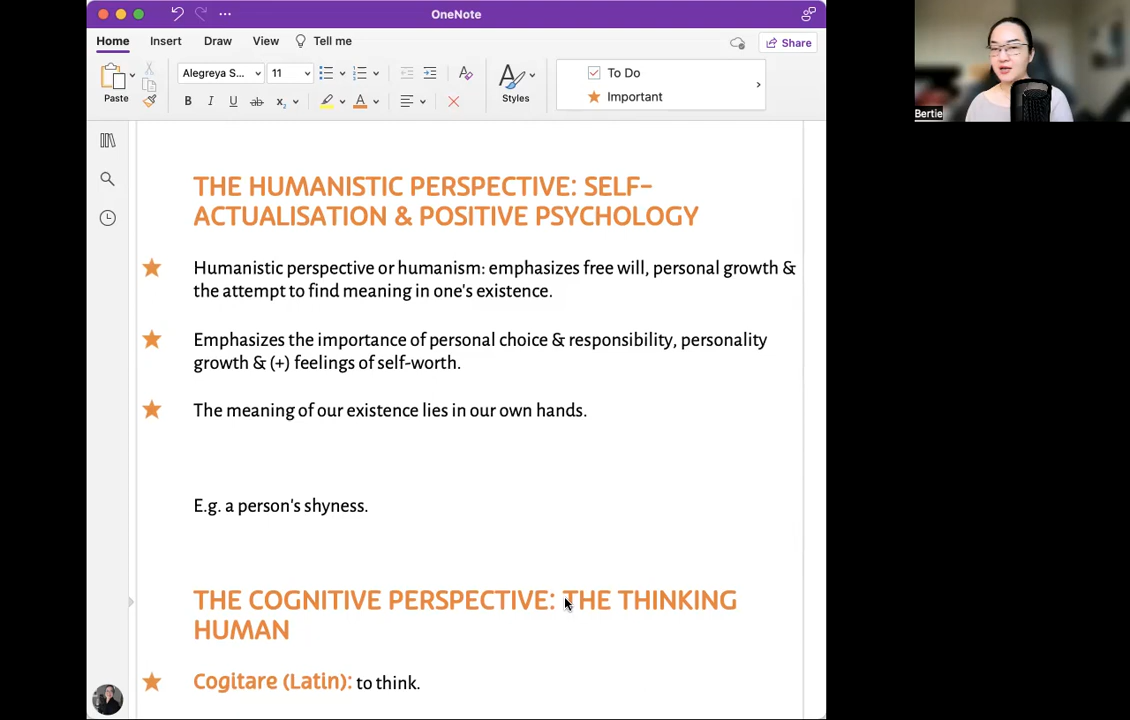 OneNote
Home Insert Draw View Tell me
Share
Alegreya S... 11
To Do
Important
Paste
Styles
Bertie
THE HUMANISTIC PERSPECTIVE: SELF-
ACTUALISATION & POSITIVE PSYCHOLOGY
Humanistic perspective or humanism: emphasizes free will, personal growth &
the attempt to find meaning in one's existence.
Emphasizes the importance of personal choice & responsibility, personality
growth & (+) feelings of self-worth.
The meaning of our existence lies in our own hands.
E.g. a person's shyness.
THE COGNITIVE PERSPECTIVE: THE THINKING
HUMAN
Cogitare (Latin): to think.